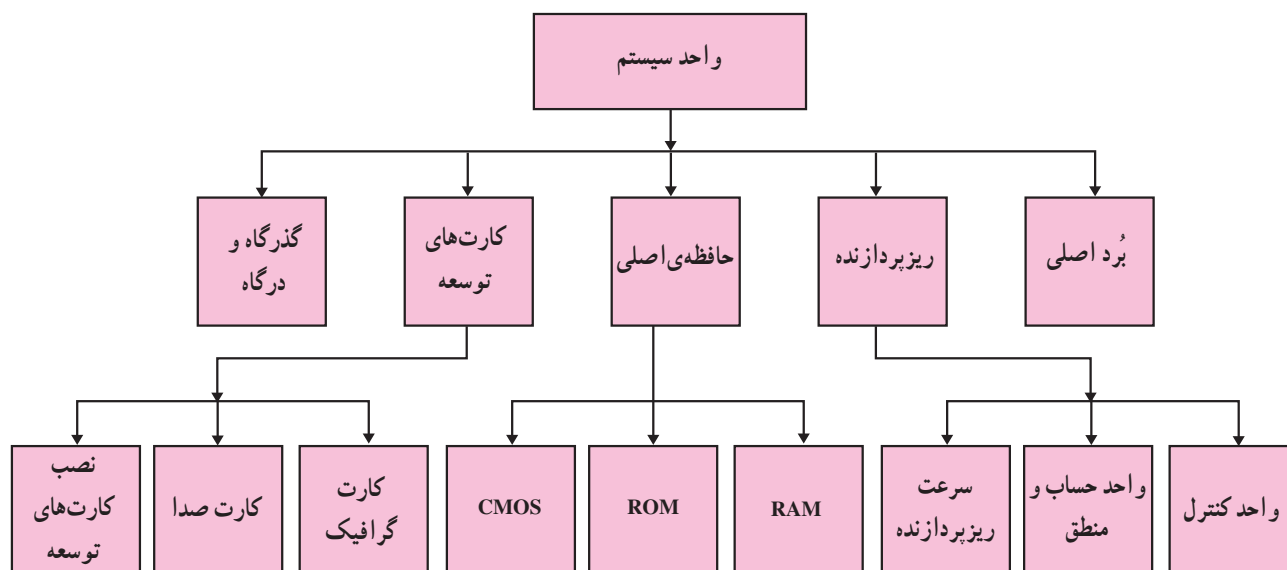 واحد سیستم
بُرد اصلی
ریزپردازنده
حافظه‌ی اصلی
کارت‌های
توسعه
گذرگاه و
درگاه
واحد کنترل
واحد حساب و
منطق
سرعت
ریزپردازنده
RAM
ROM
CMOS
کارت
گرافیک
کارت صدا
نصب
کارت‌های
توسعه